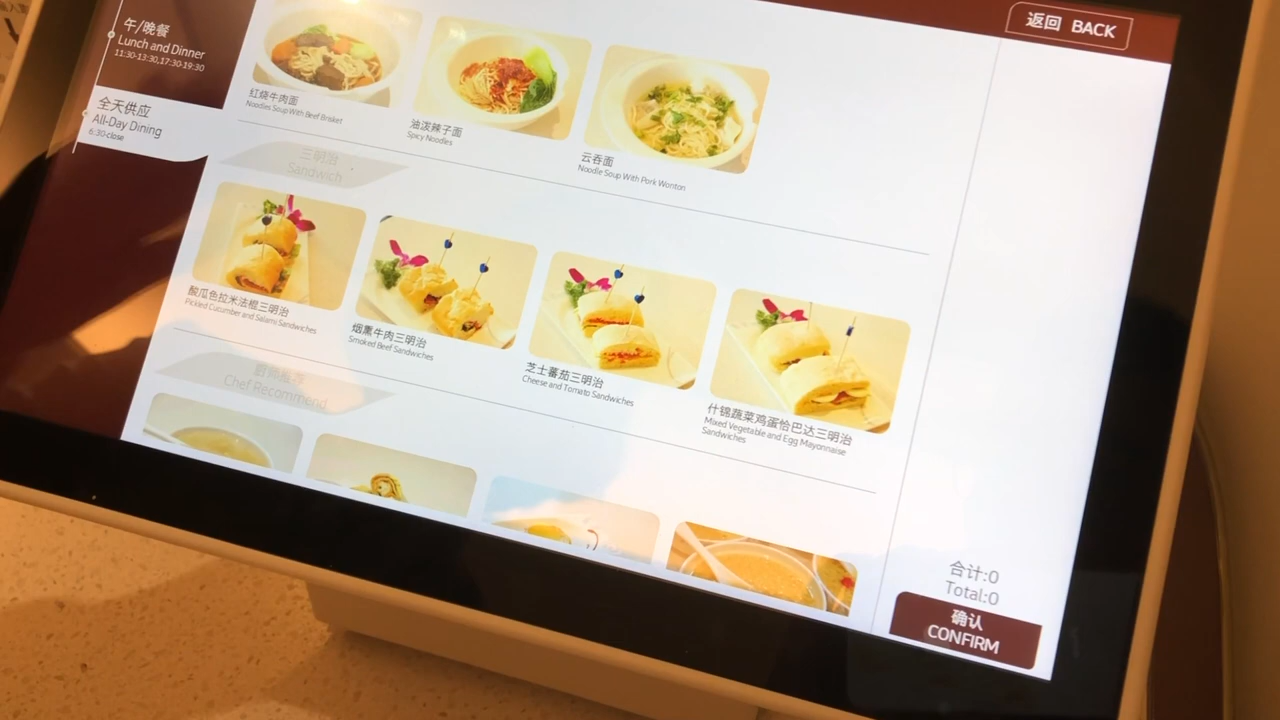 返回 BACK
午/晚餐
Lunch and Dinner
11:30-13:30,17:30-19:30
全天供应
All-Day Dining
6:30-close
红烧牛肉面
Noodles Soup With Beef Brisket
油泼辣子面
Spicy Noodles
云吞面
Noodle Soup With Pork Wonton
三明治
Sandwich
酸瓜色拉米法棍三明治
Pickled Cucumber and Salami Sandwiches
烟熏牛肉三明治
Smoked Beef Sandwiches
芝士蕃茄三明治
Cheese and Tomato Sandwiches
什锦蔬菜鸡蛋恰巴达三明治
Mixed Vegetable and Egg Mayonnaise
Sandwiches
厨师推荐
Chef Recommend
合计:0
Total:0
确认
CONFIRM